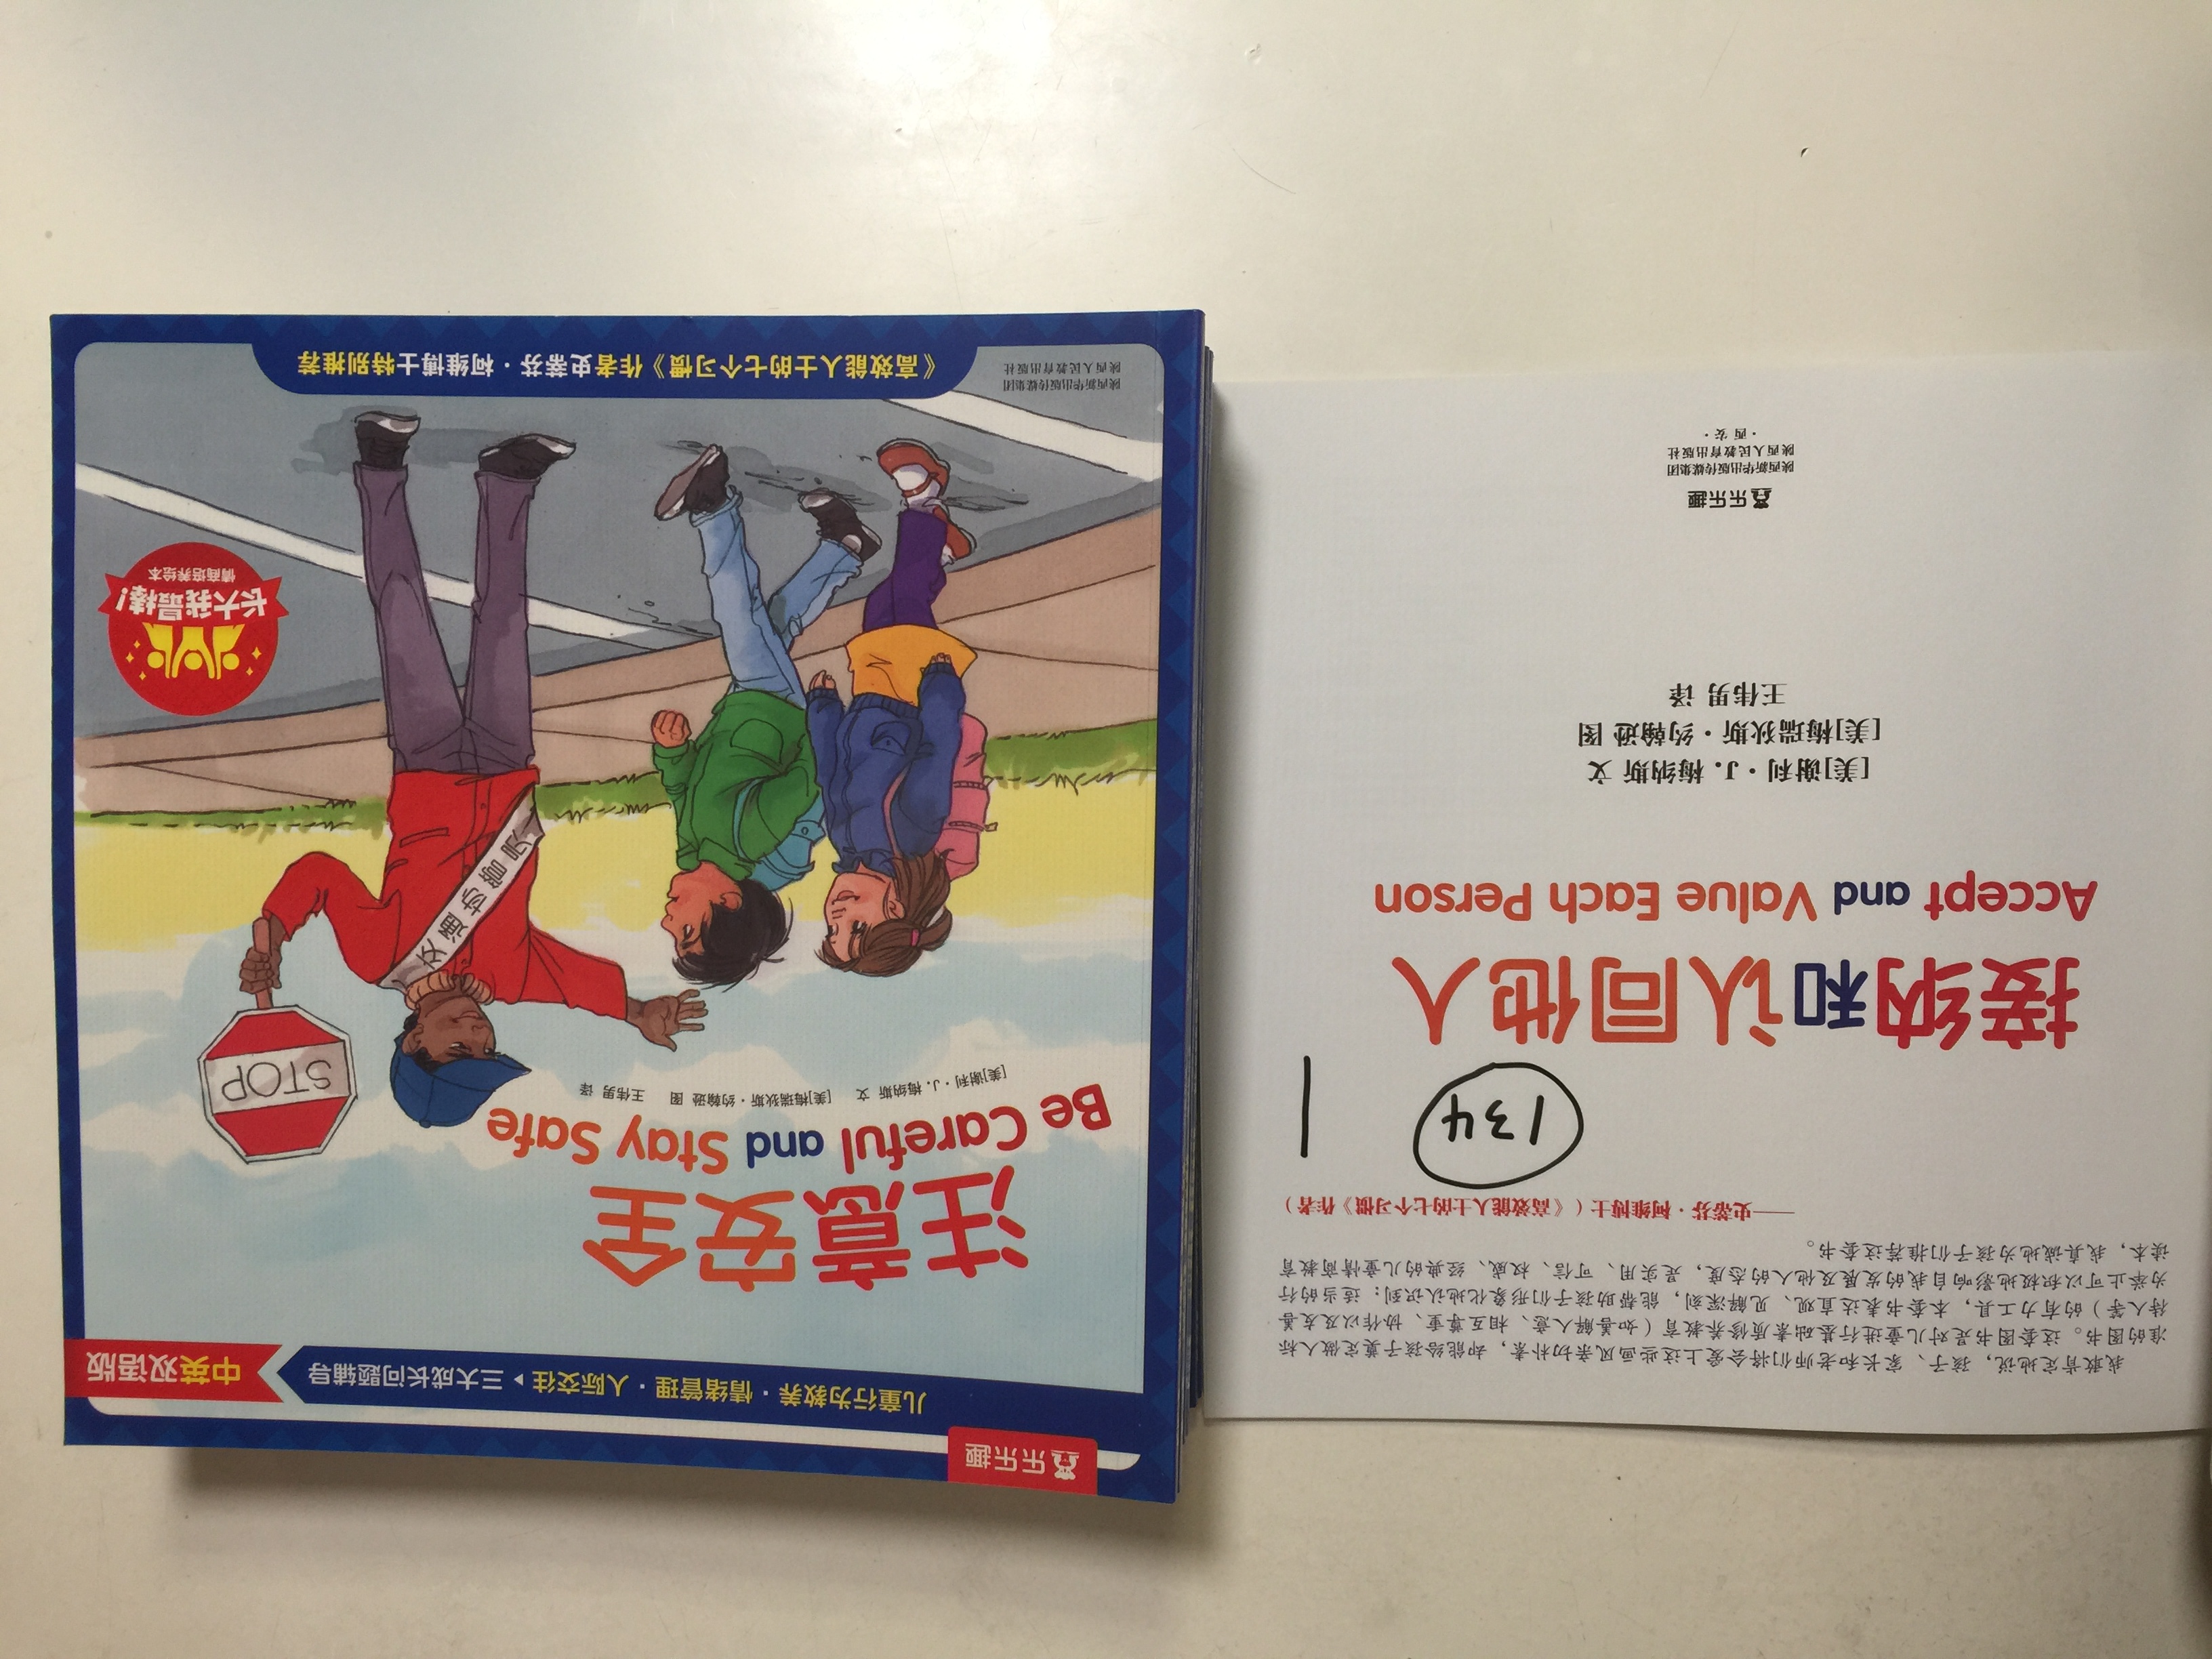 我敢肯定地说，孩子、家长和老师们将会爱上这些画风亲切朴素，却能给孩子奠定做人标
准的图书。这套图书是对儿童进行基础素质修养教育（如善解人意、相互尊重、协作以及友善
待人等）的有力工具，本套书表达直观、见解深刻，能帮助孩子们形象化地认识到：适当的行
为举止可以积极地影响自我的发展及他人的态度，是实用、可信、权威、经典的儿童情商教育
读本，我真诚地为孩子们推荐这套书。
——史蒂芬·柯维博士（《高效能人士的七个习惯》作者）
134 1
接纳和认同他人
Accept and Value Each Person
[美]谢利·J. 梅纳斯 文
[美]梅瑞狄斯·约翰逊 图
王伟男 译
乐乐趣
陕西新华出版传媒集团
陕西人民教育出版社
·西安·
乐乐趣
儿童行为教养·情绪管理·人际交往 ▸ 三大成长问题辅导
中英双语版
注意安全
Be Careful and Stay Safe
[美]谢利·J. 梅纳斯 文 [美]梅瑞狄斯·约翰逊 图 王伟男 译
STOP
交通协管员
长大我最棒！
情商培养绘本
陕西新华出版传媒集团
陕西人民教育出版社
《高效能人士的七个习惯》作者史蒂芬·柯维博士特别推荐